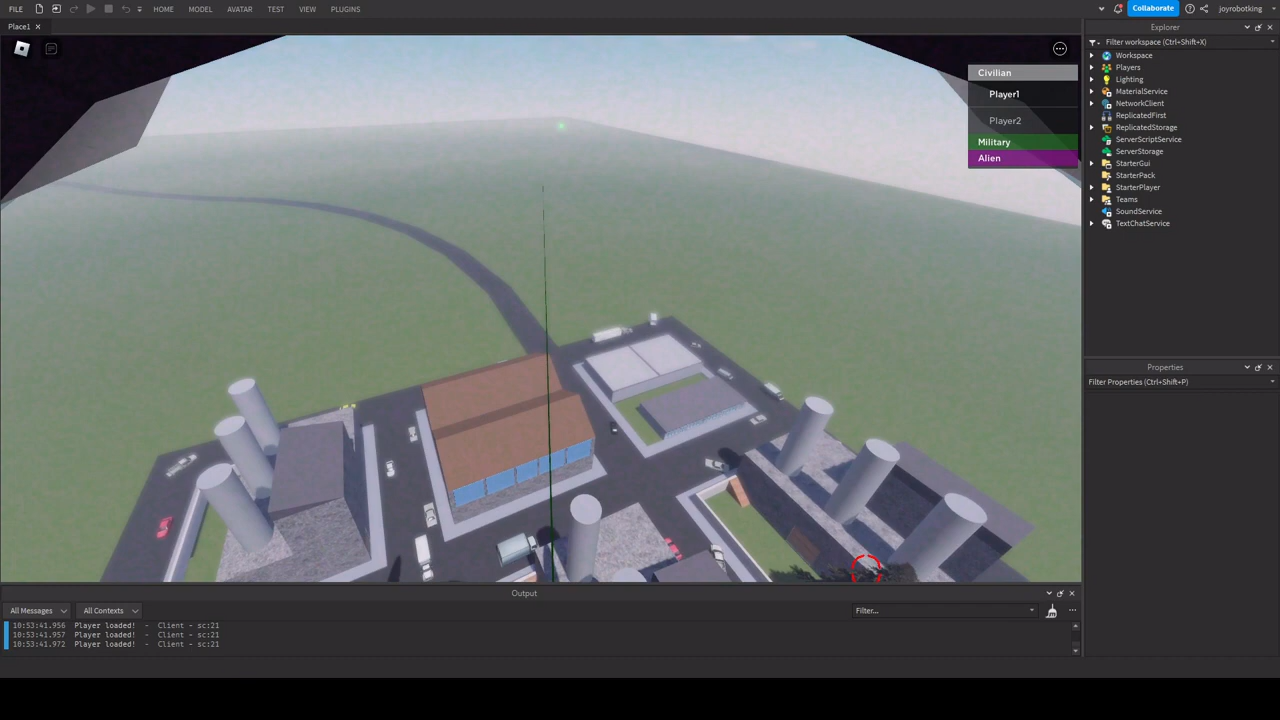 FILE
HOME
MODEL
AVATAR
TEST
VIEW
PLUGINS
Collaborate
joyrobotking
Place1
Civilian
Player1
Player2
Military
Alien
Explorer
Filter workspace (Ctrl+Shift+X)
Workspace
Players
Lighting
MaterialService
NetworkClient
ReplicatedFirst
ReplicatedStorage
ServerScriptService
ServerStorage
StarterGui
StarterPack
StarterPlayer
Teams
SoundService
TextChatService
Properties
Filter Properties (Ctrl+Shift+P)
Output
All Messages
All Contexts
Filter...
10:53:41.956 Player loaded! - Client - sc:21
10:53:41.957 Player loaded! - Client - sc:21
10:53:41.972 Player loaded! - Client - sc:21